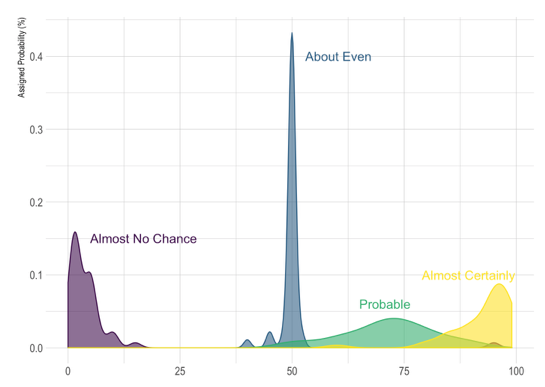 Assigned Probability (%)
0.4
About Even
0.3
0.2
Almost No Chance
0.1
Almost Certainly
Probable
0.0
0
25
50
75
100